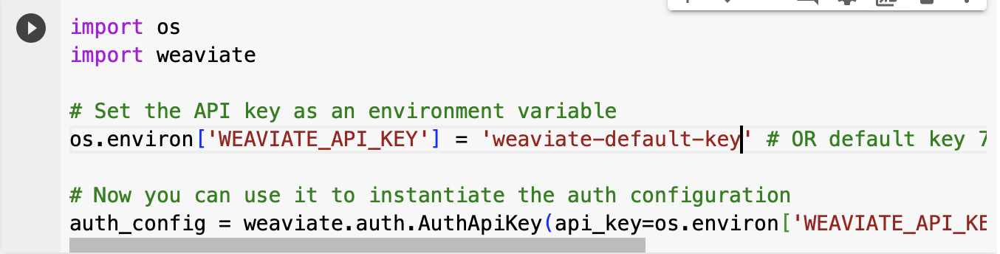 import os
import weaviate
# Set the API key as an environment variable
os.environ['WEAVIATE_API_KEY'] = 'weaviate-default-key' # OR default key 7
# Now you can use it to instantiate the auth configuration
auth_config = weaviate.auth.AuthApiKey(api_key=os.environ['WEAVIATE_API_KE